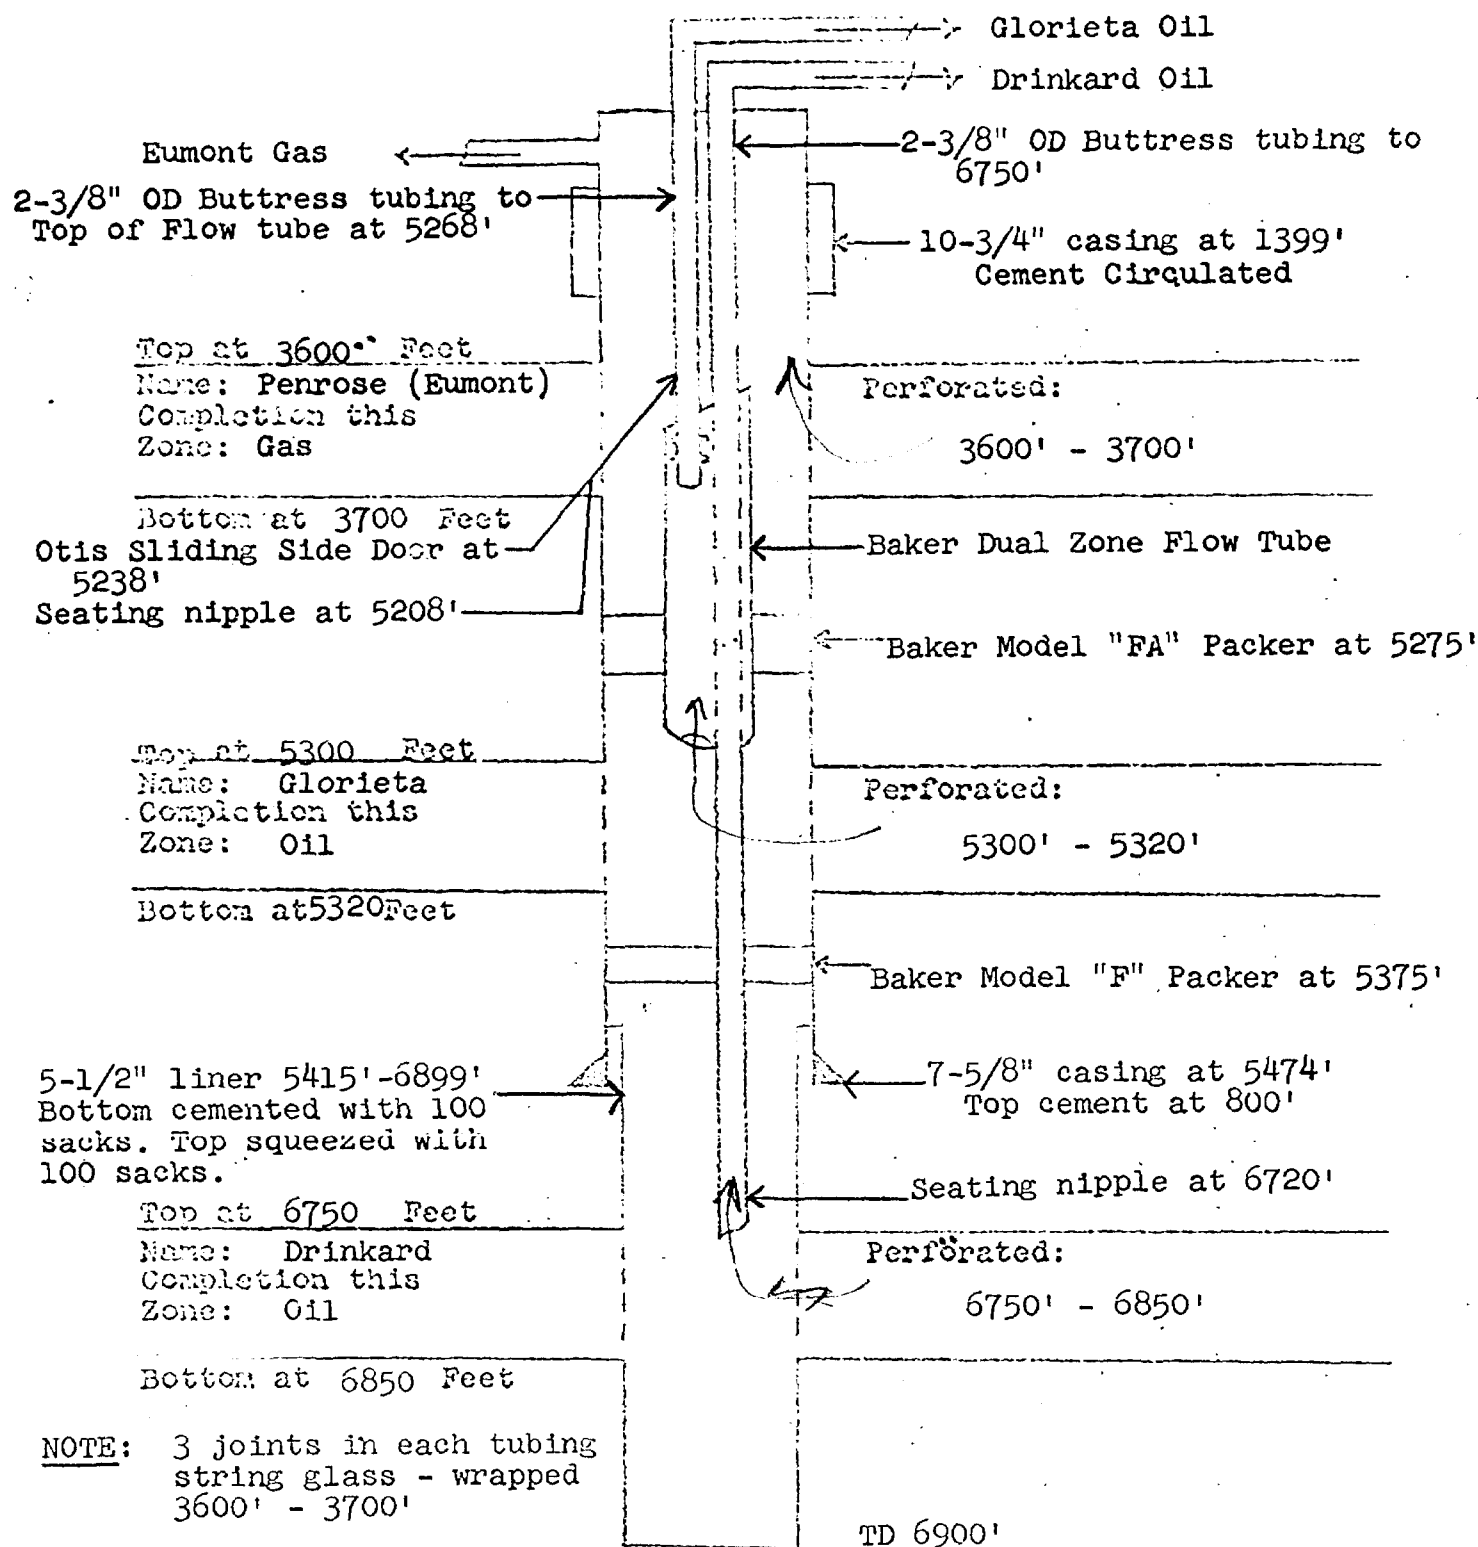 Glorieta Oil
Drinkard Oil
Eumont Gas
2-3/8" OD Buttress tubing to
6750'
2-3/8" OD Buttress tubing to
Top of Flow tube at 5268'
10-3/4" casing at 1399'
Cement Circulated
Top at 3600' Feet
Name: Penrose (Eumont)
Completion this
Zone: Gas
Perforated:
3600' - 3700'
Bottom at 3700 Feet
Otis Sliding Side Door at
5238'
Seating nipple at 5208'
Baker Dual Zone Flow Tube
Baker Model "FA" Packer at 5275'
Top at 5300 Feet
Name: Glorieta
Completion this
Zone: Oil
Perforated:
5300' - 5320'
Bottom at 5320 Feet
Baker Model "F" Packer at 5375'
5-1/2" liner 5415'-6899'
Bottom cemented with 100
sacks. Top squeezed with
100 sacks.
7-5/8" casing at 5474'
Top cement at 800'
Seating nipple at 6720'
Top at 6750 Feet
Name: Drinkard
Completion this
Zone: Oil
Perforated:
6750' - 6850'
Bottom at 6850 Feet
NOTE: 3 joints in each tubing
string glass - wrapped
3600' - 3700'
TD 6900'